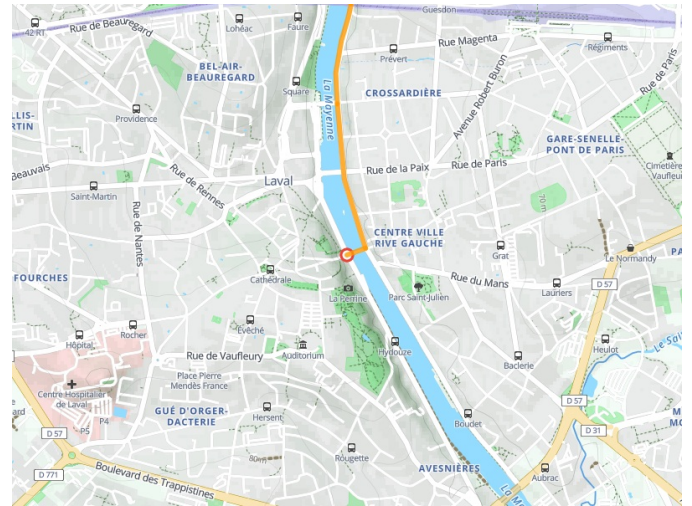 Guesdon
42 RT
Rue de Beauregard
Lohéac
Faure
Rue Magenta
Régiments
Prévert
BEL-AIR-
BEAUREGARD
Rue de Paris
Square
La Mayenne
CROSSARDIÈRE
Avenue Robert Buron
Providence
GARE-SENELLE-
PONT DE PARIS
Beauvais
Rue de Rennes
Rue de la Paix
Rue de Paris
Cimetière
Vaufleu
Saint-Martin
Laval
Rue de Nantes
70 m
CENTRE VILLE
RIVE GAUCHE
Grat
Le Normandy
FOURCHES
Cathédrale
Rue du Mans
Lauriers
D 57
La Perrine
Parc Saint-Julien
Évêché
Rocher
Hôpital
Rue de Vaufleury
Auditorium
Hydouze
Heulot
Baclerie
Place Pierre
Mendès France
Centre Hospitalier
de Laval
P4
P5
GUÉ D'ORGER-
DACTERIE
Hersent
Boudet
D 57
D 31
D 57
D 771
Boulevard des Trappistines
80 m
Rougette
AVESNIÈRES
Aubrac